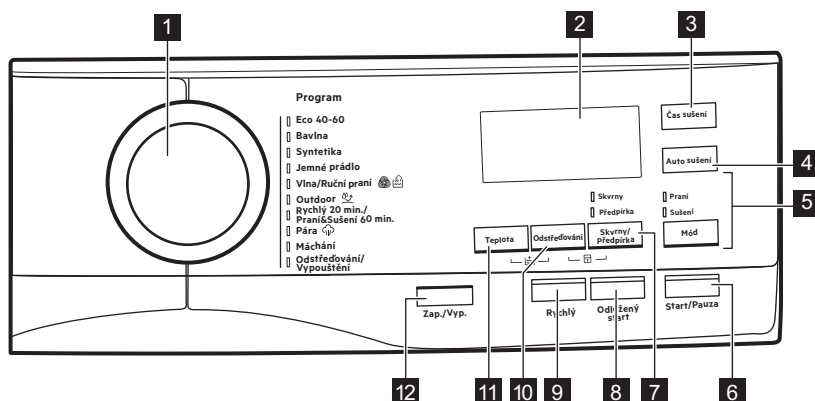 1
2
3
Program
Eco 40-60
Bavlna
Syntetika
Jemné prádlo
Vlna/Ruční praní
Outdoor
Rychlý 20 min./
Praní&Sušení 60 min.
Pára
Máchání
Odstřeďování/
Vypouštění
Čas sušení
Auto sušení
4
5
Skvrny
Předpírka
Praní
Sušení
Teplota
Odstřeďování
Skvrny/
Předpírka
Mód
Zap./Vyp.
Rychlý
Odložený
start
Start/Pauza
12
11
10
9
8
7
6